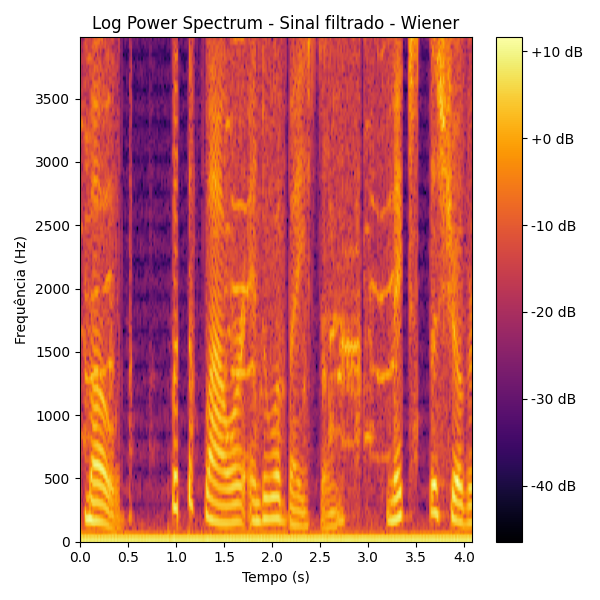 Log Power Spectrum - Sinal filtrado - Wiener
Frequência (Hz)
3500
3000
2500
2000
1500
1000
500
0
0.0 0.5 1.0 1.5 2.0 2.5 3.0 3.5 4.0
Tempo (s)
+10 dB
+0 dB
-10 dB
-20 dB
-30 dB
-40 dB